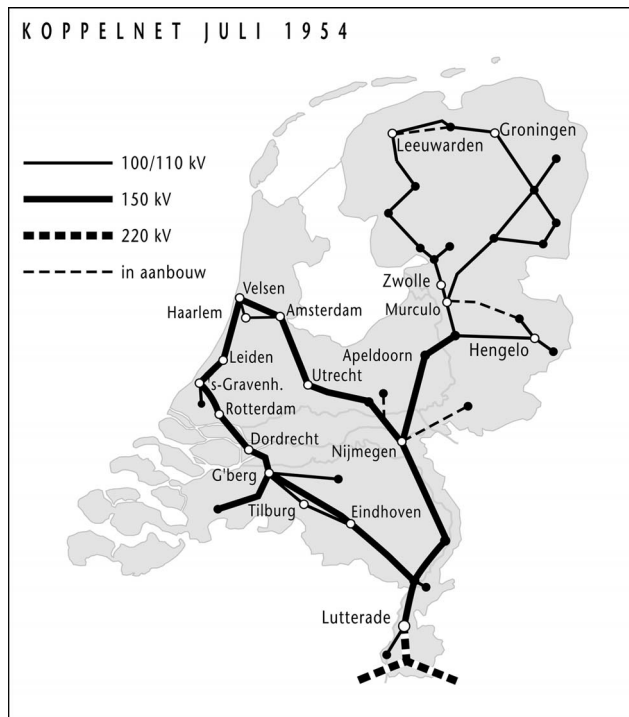 KOPPELNET JULI 1954
100/110 kV
150 kV
220 kV
in aanbouw
Leeuwarden
Groningen
Zwolle
Murculo
Velsen
Haarlem
Amsterdam
Hengelo
Apeldoorn
Leiden
Utrecht
s-Gravenh.
Rotterdam
Dordrecht
Nijmegen
G'berg
Tilburg
Eindhoven
Lutterade